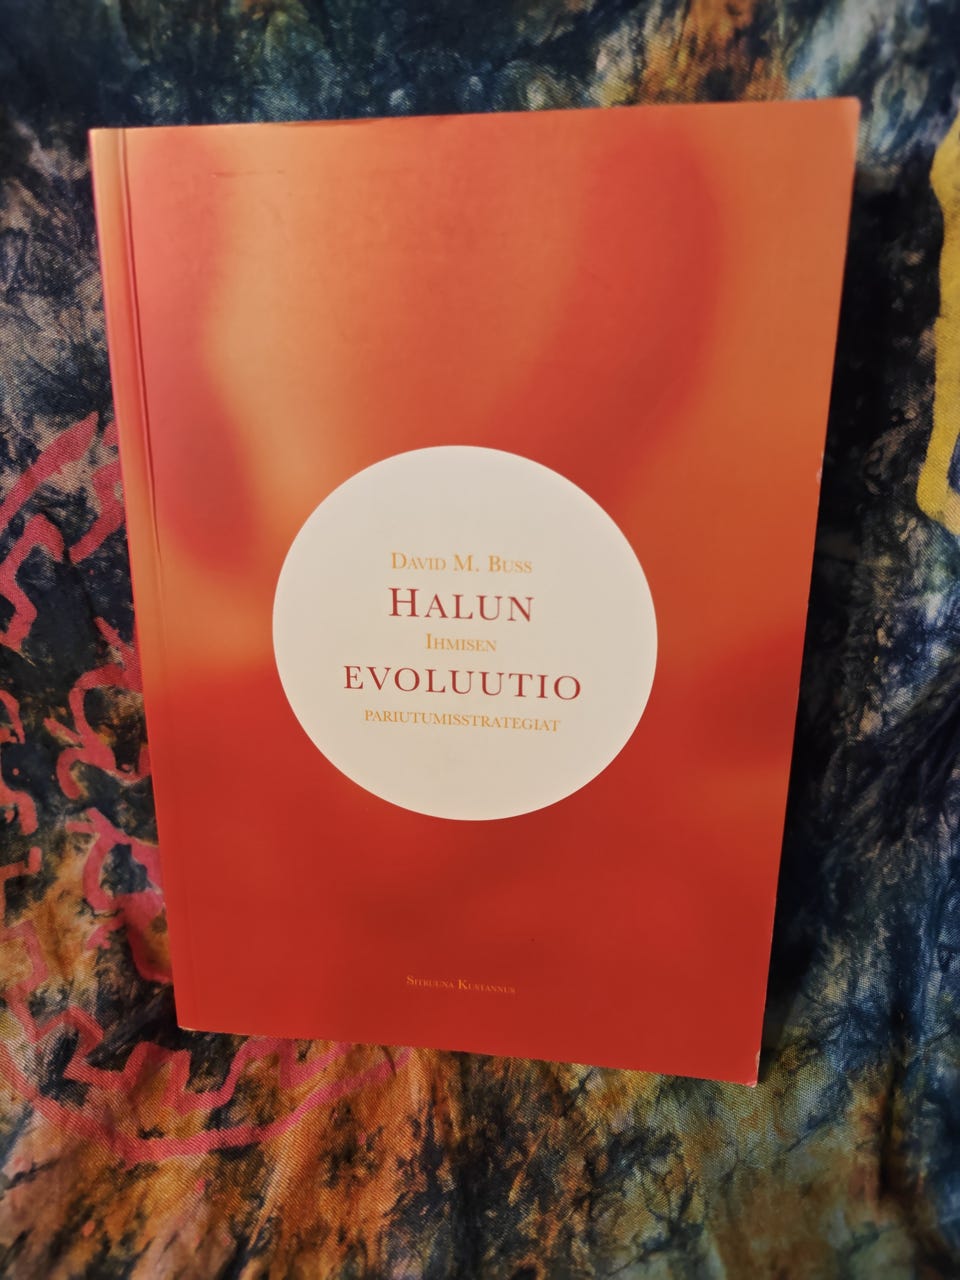 David M. Buss
Halun
Ihmisen
evoluutio
pariutumisstrategiat
Sitruuna Kustannus